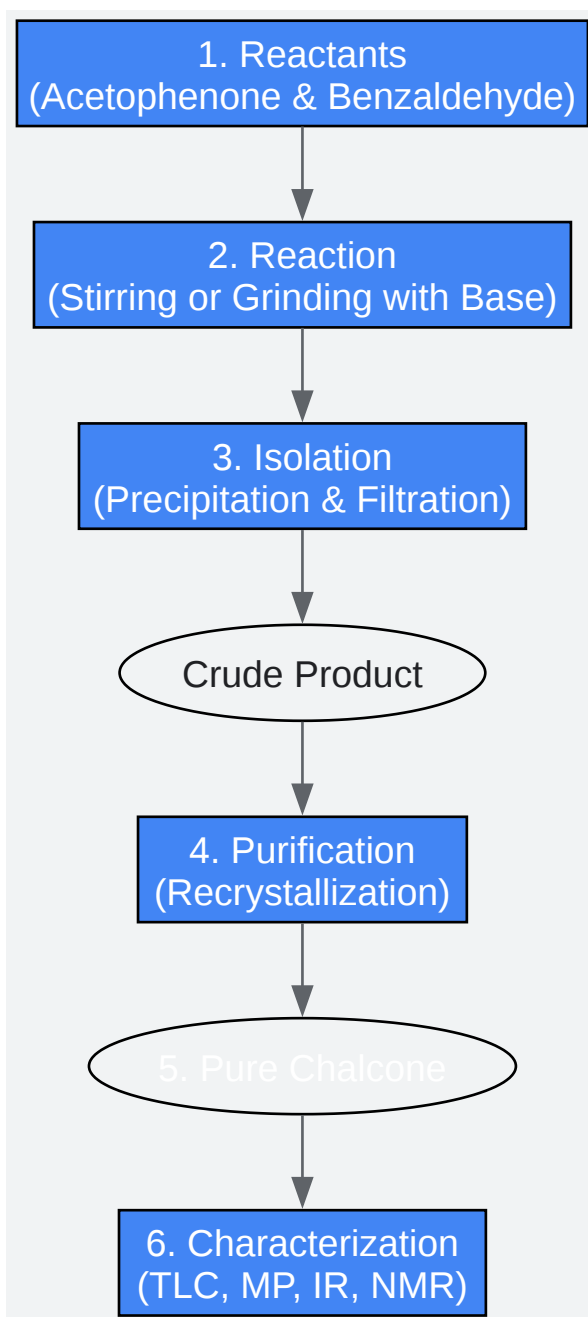 1. Reactants
(Acetophenone & Benzaldehyde)
2. Reaction
(Stirring or Grinding with Base)
3. Isolation
(Precipitation & Filtration)
Crude Product
4. Purification
(Recrystallization)
5. Pure Chalcone
6. Characterization
(TLC, MP, IR, NMR)